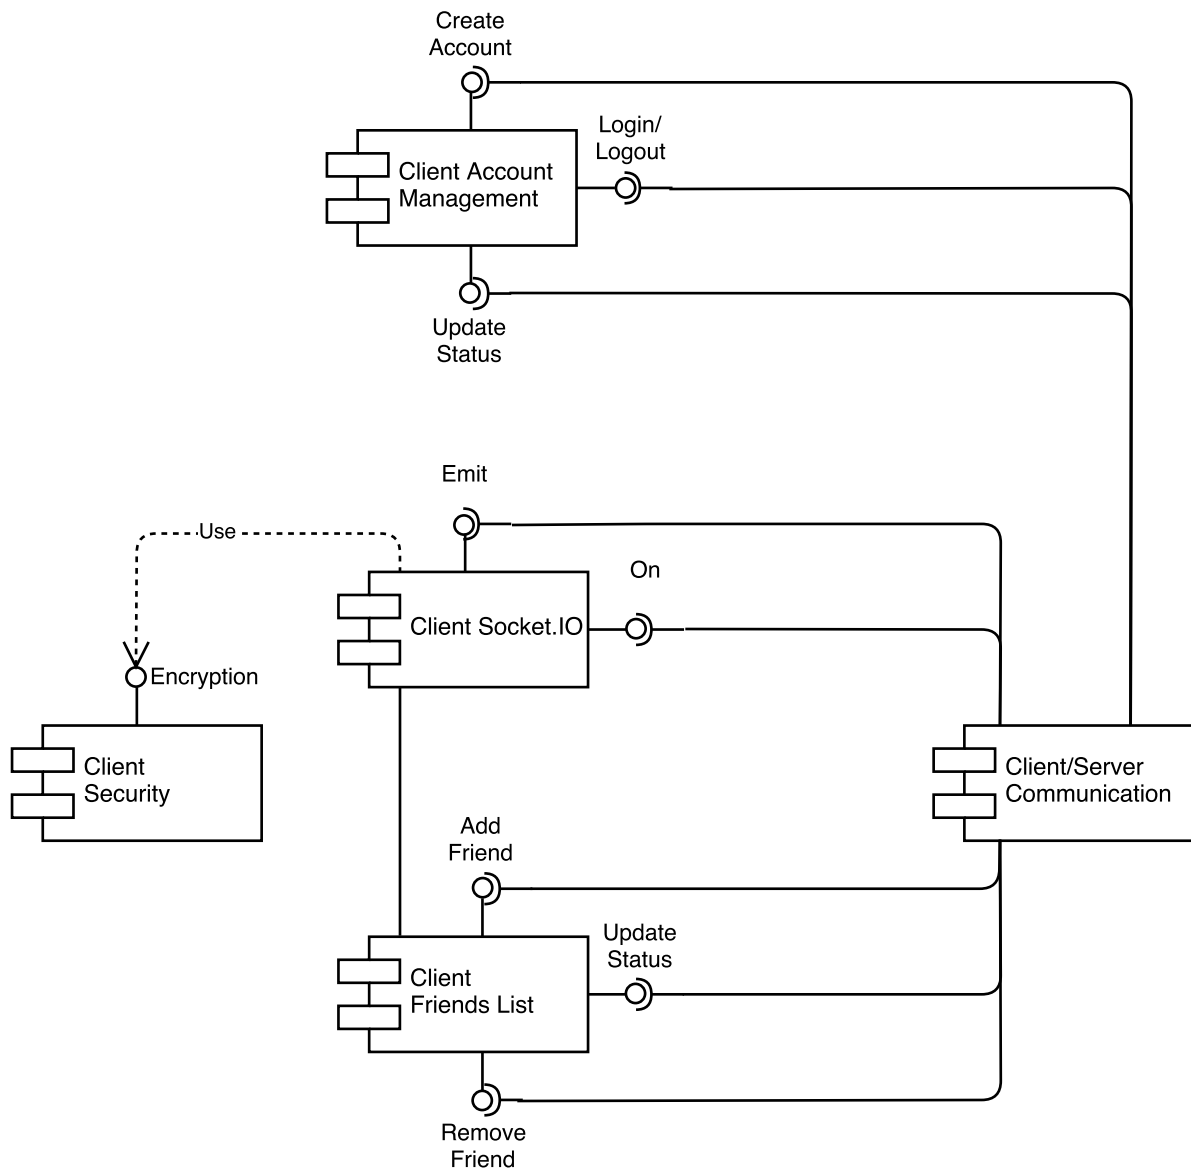 Create
Account
Login/
Logout
Client Account
Management
Update
Status
Emit
Use
On
Client Socket.IO
Encryption
Client
Security
Client/Server
Communication
Add
Friend
Update
Status
Client
Friends List
Remove
Friend